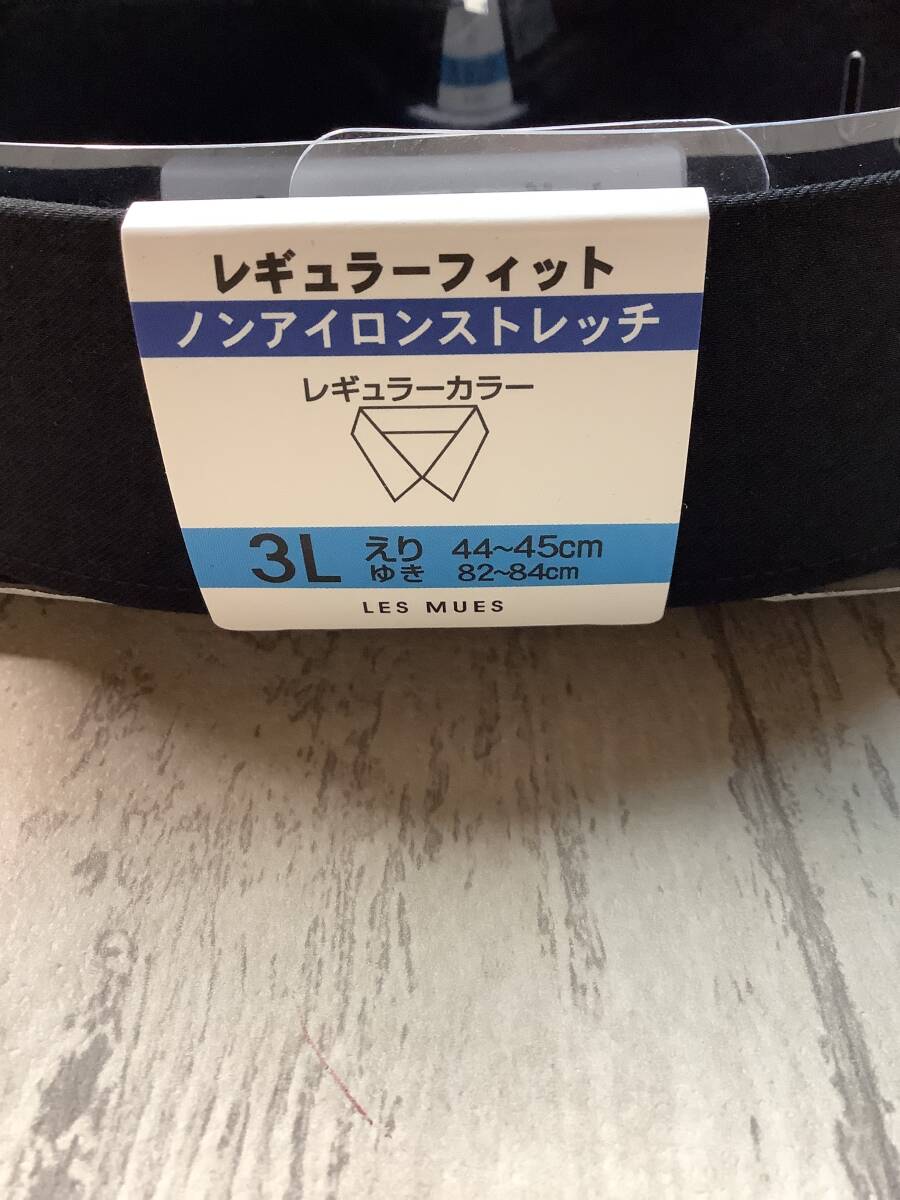 レギュラーフィット
ノンアイロンストレッチ
レギュラーカラー
3L えり 44~45cm
ゆき 82~84cm
LES MUES